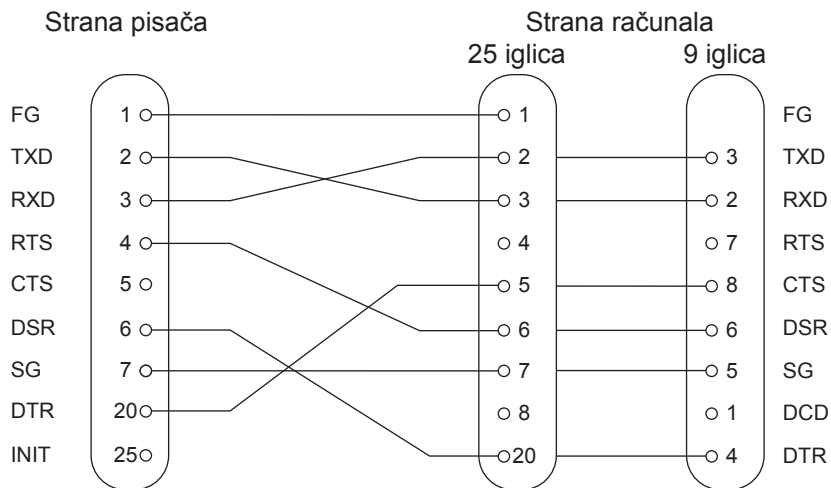 Strana pisača Strana računala
25 iglica 9 iglica
FG 1 1 FG
TXD 2 2 3 TXD
RXD 3 3 2 RXD
RTS 4 4 7 RTS
CTS 5 5 8 CTS
DSR 6 6 6 DSR
SG 7 7 5 SG
DTR 20 8 1 DCD
INIT 25 20 4 DTR